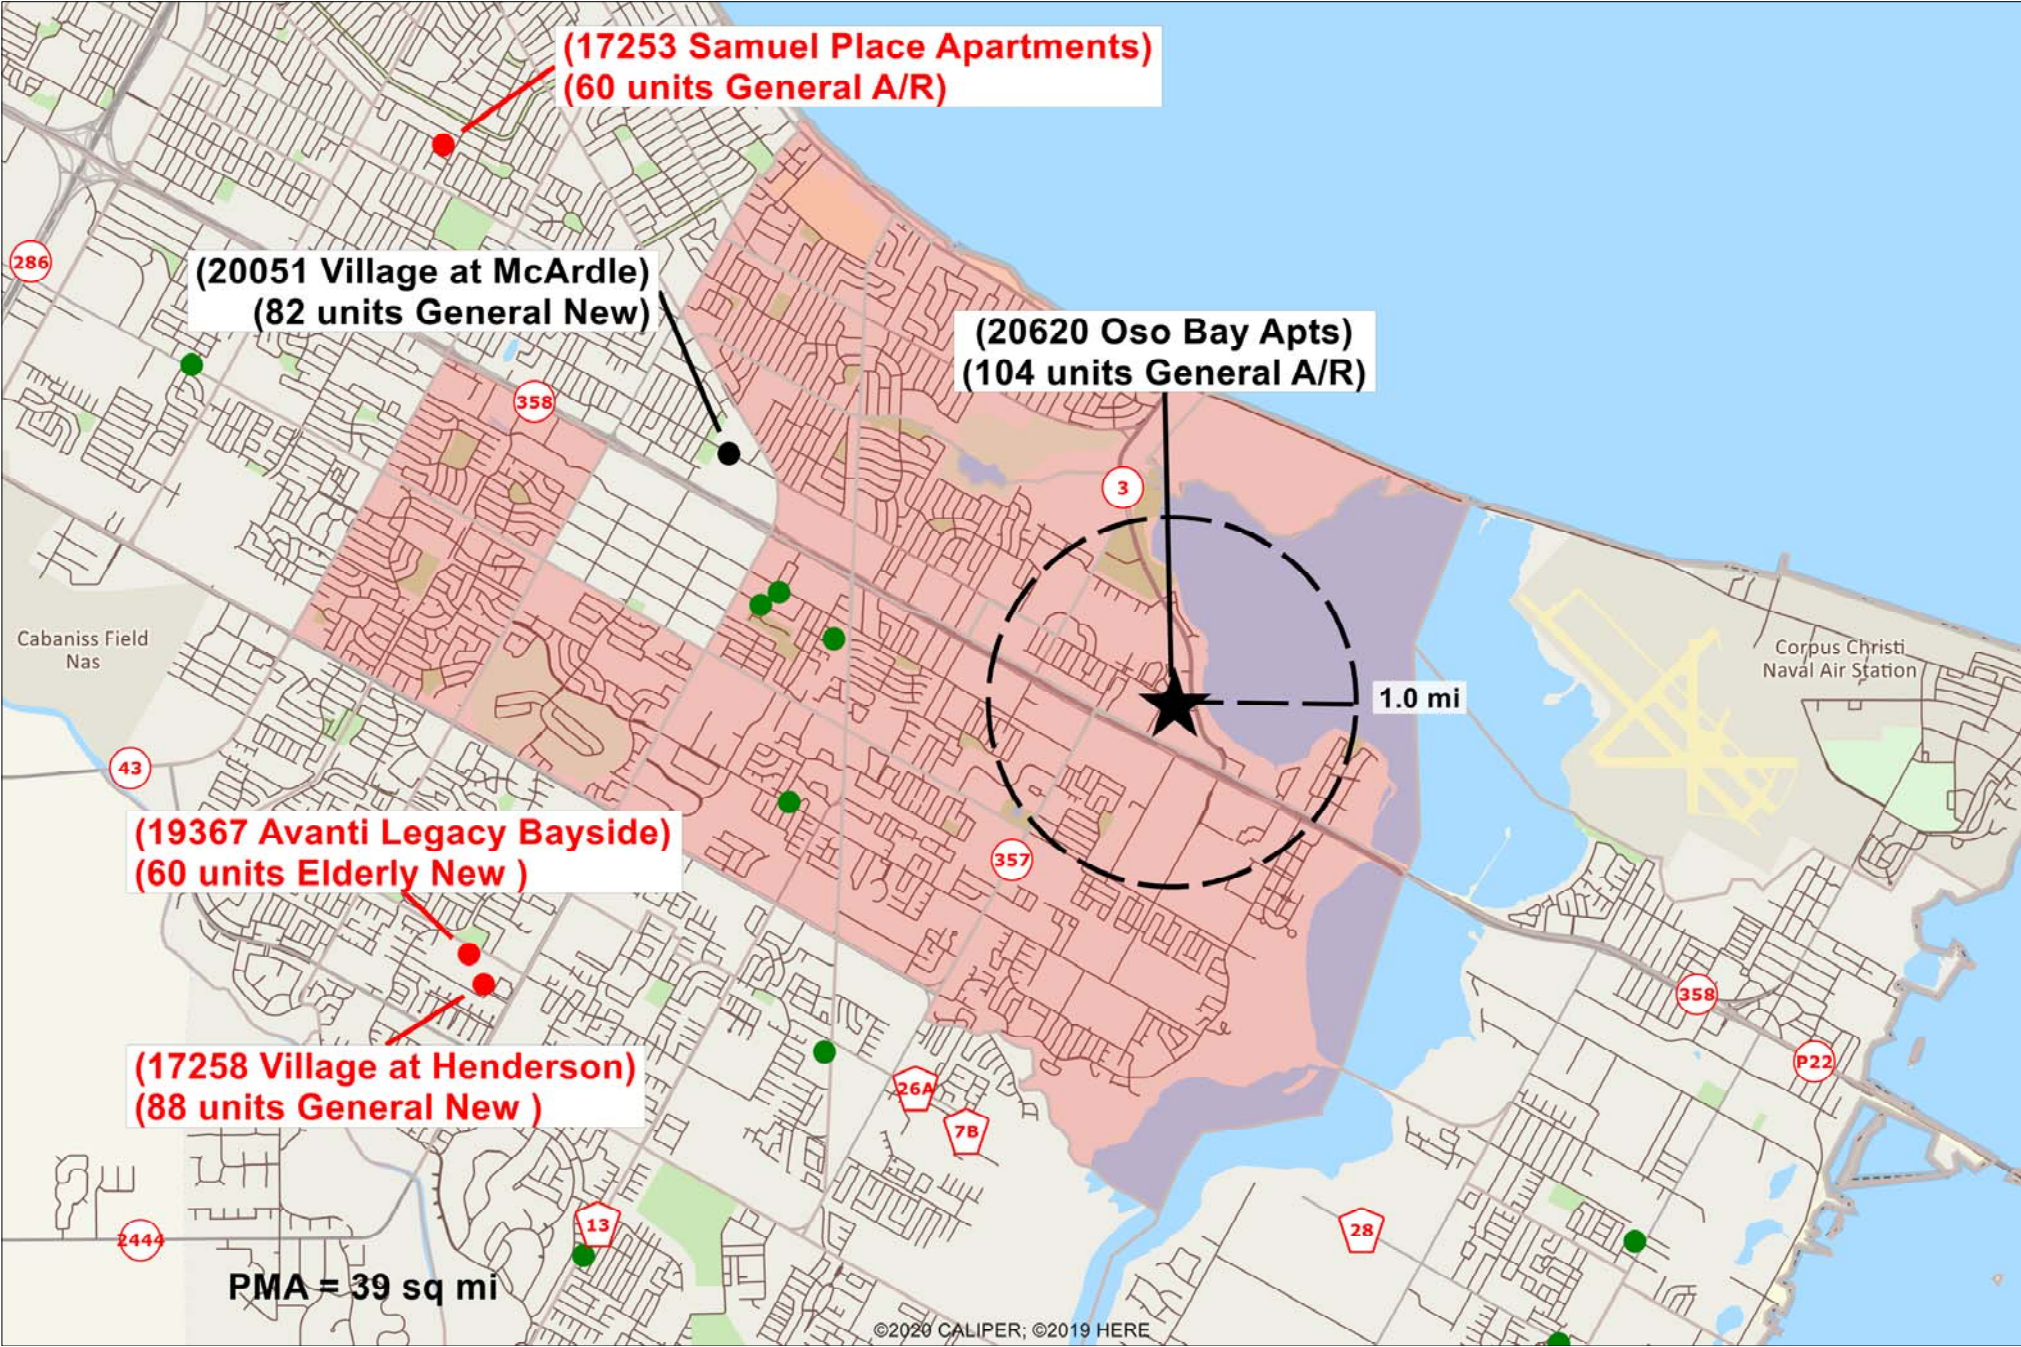 (17253 Samuel Place Apartments)
(60 units General A/R)
286
(20051 Village at McArdle)
(82 units General New)
(20620 Oso Bay Apts)
(104 units General A/R)
358
3
Cabaniss Field
Nas
Corpus Christi
Naval Air Station
1.0 mi
43
(19367 Avanti Legacy Bayside)
(60 units Elderly New )
357
358
P22
(17258 Village at Henderson)
(88 units General New )
26A
7B
13
28
2444
PMA = 39 sq mi
©2020 CALIPER; ©2019 HERE